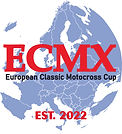 ECMX
European Classic Motocross Cup
EST. 2022